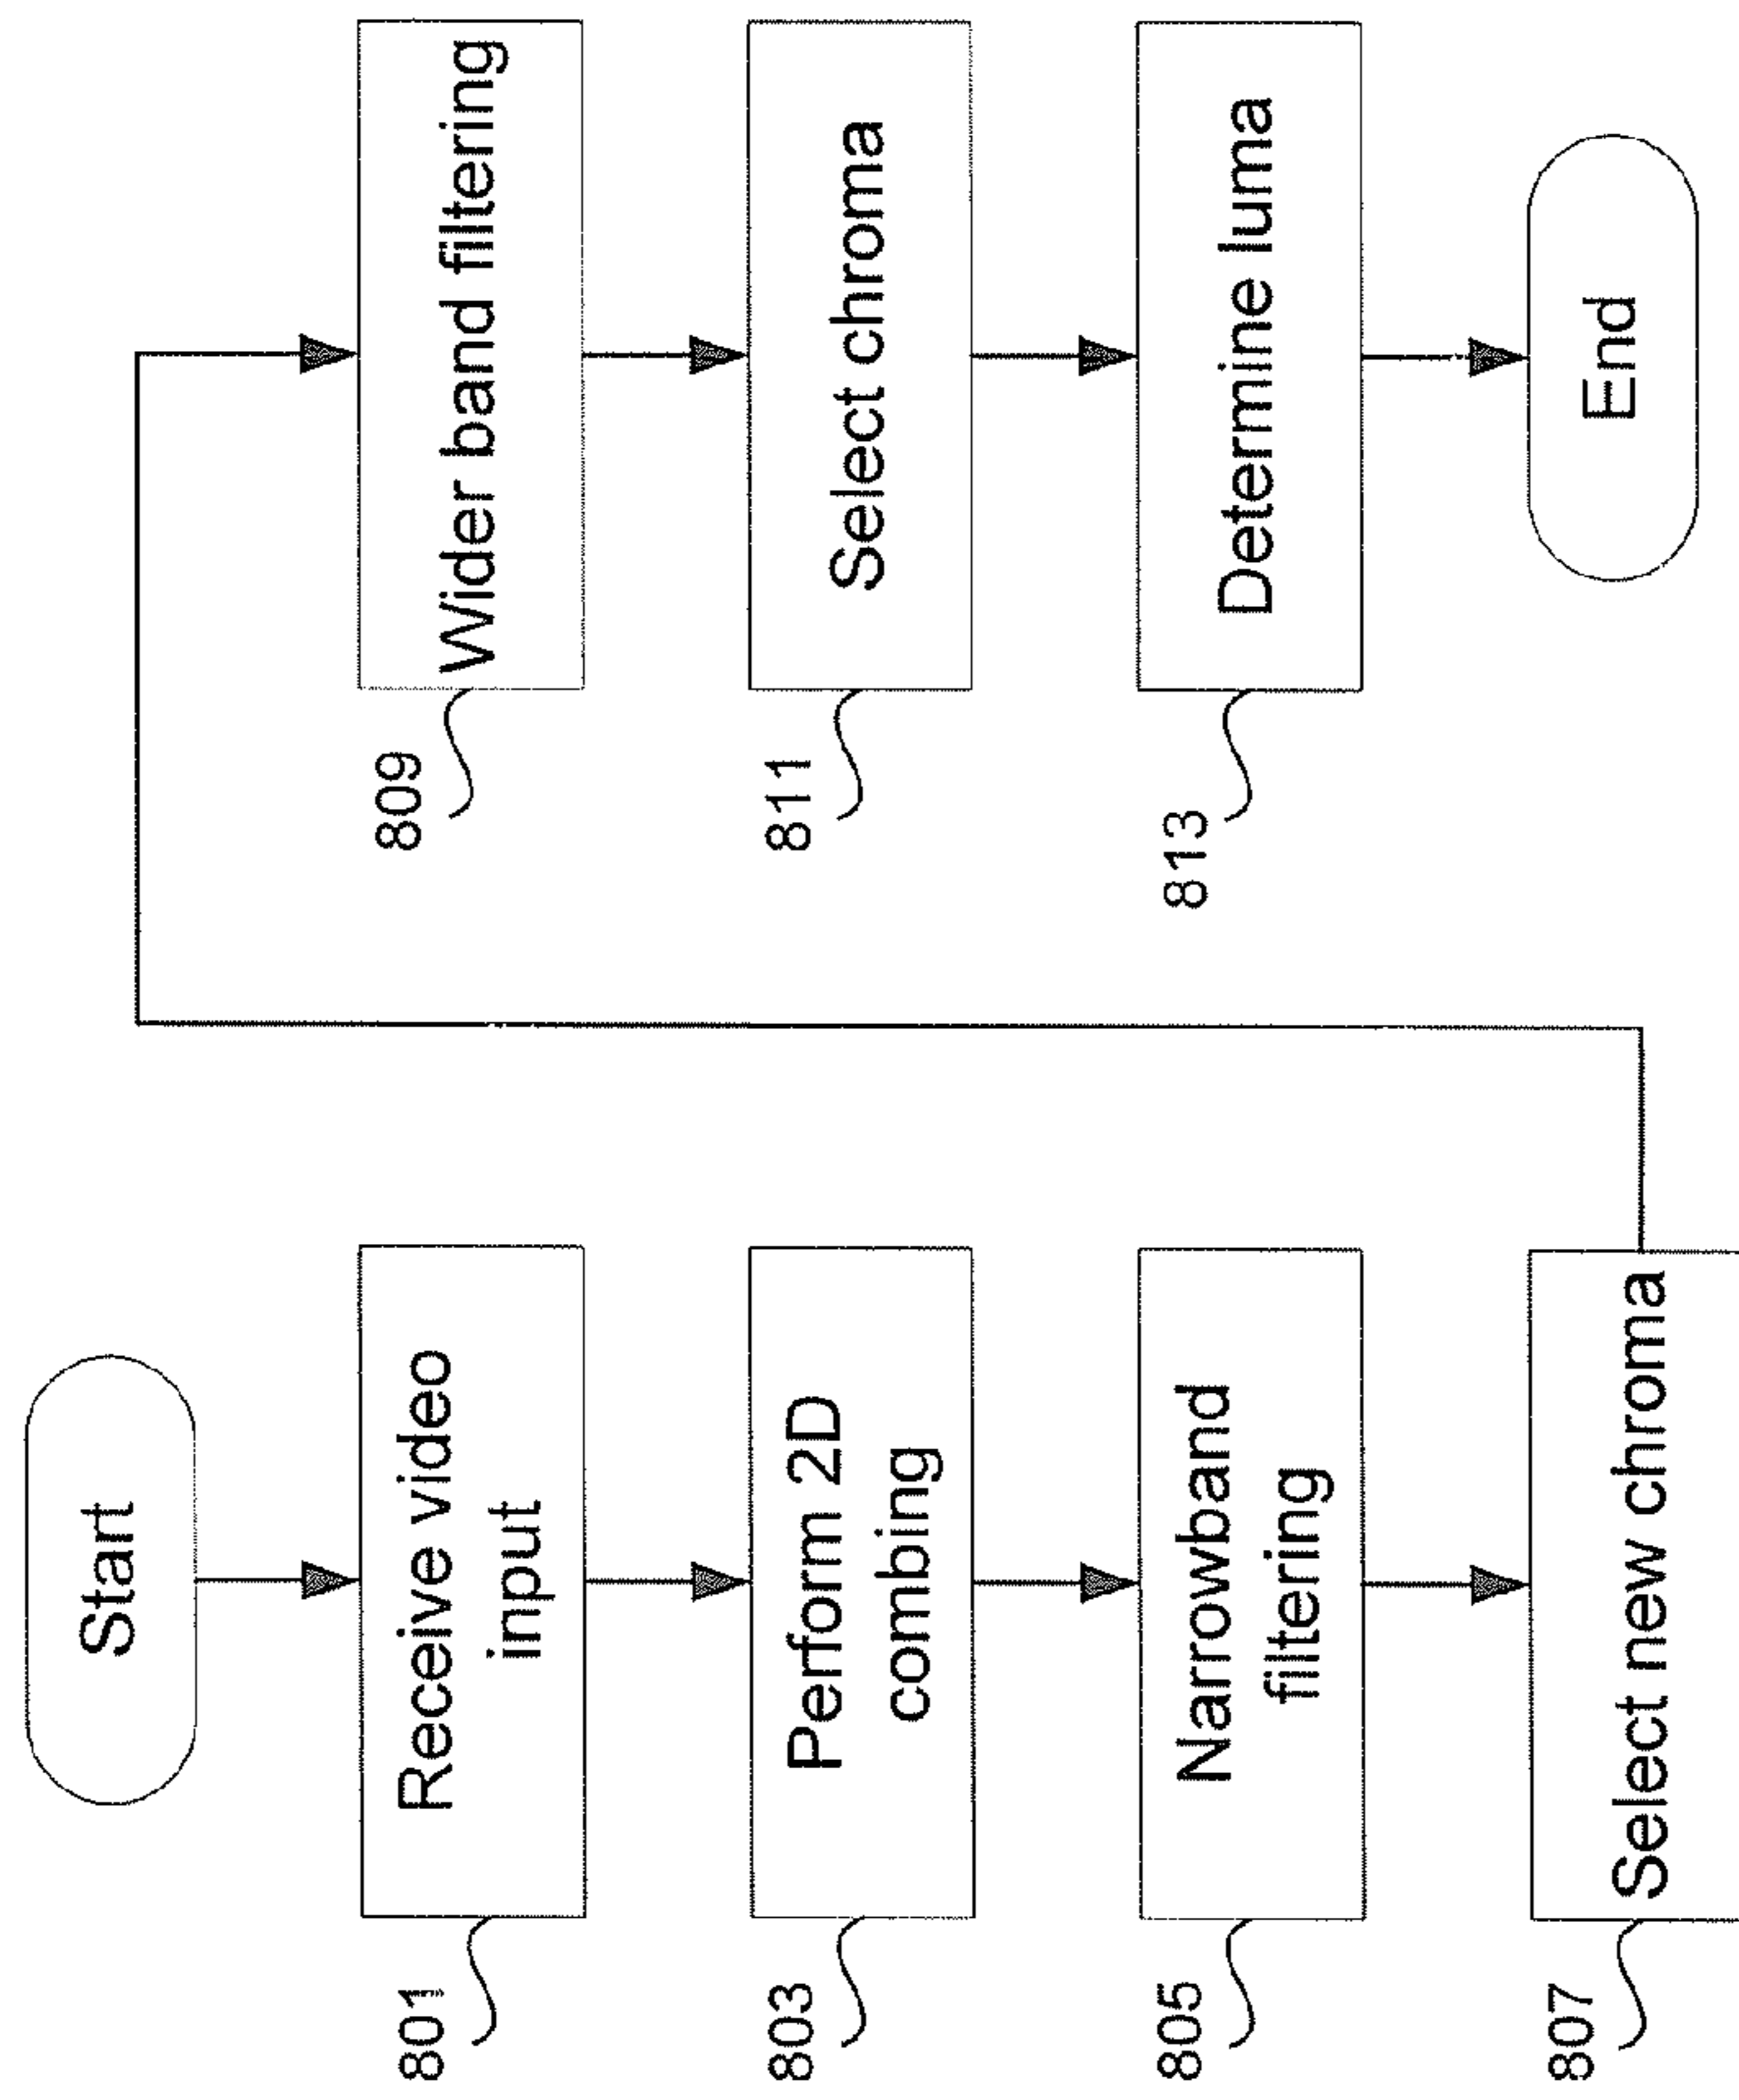 Start
801
Receive video
input
803
Perform 2D
combing
805
Narrowband
filtering
807
Select new chroma
809
Wider band filtering
811
Select chroma
813
Determine luma
End